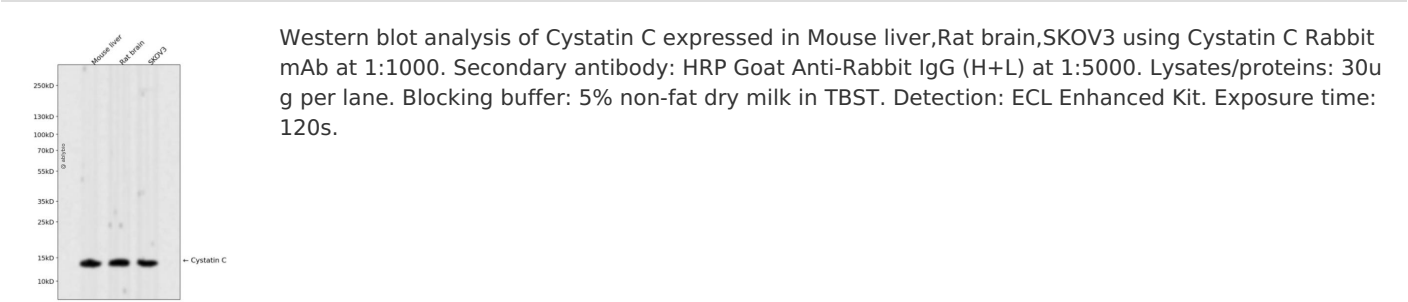 Mouse liver
Rat brain
SKOV3
250kD
130kD
100kD
70kD
55kD
35kD
25kD
15kD
10kD
@ abtybio
← Cystatin C
Western blot analysis of Cystatin C expressed in Mouse liver,Rat brain,SKOV3 using Cystatin C Rabbit
mAb at 1:1000. Secondary antibody: HRP Goat Anti-Rabbit IgG (H+L) at 1:5000. Lysates/proteins: 30u
g per lane. Blocking buffer: 5% non-fat dry milk in TBST. Detection: ECL Enhanced Kit. Exposure time:
120s.